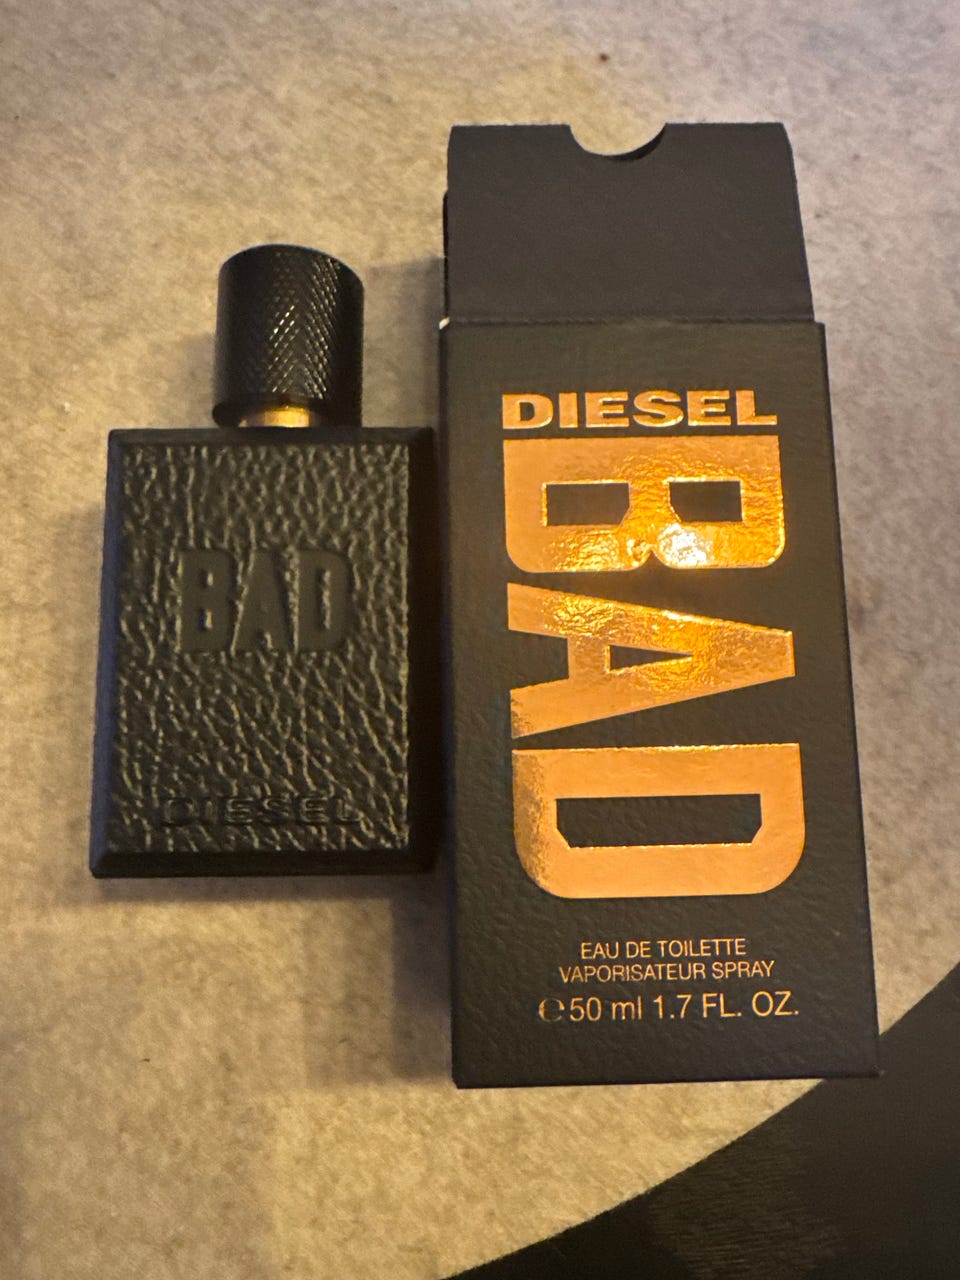 BAD
DIESEL
DIESEL
BAD
EAU DE TOILETTE
VAPORISATEUR SPRAY
℮50 ml 1.7 FL. OZ.